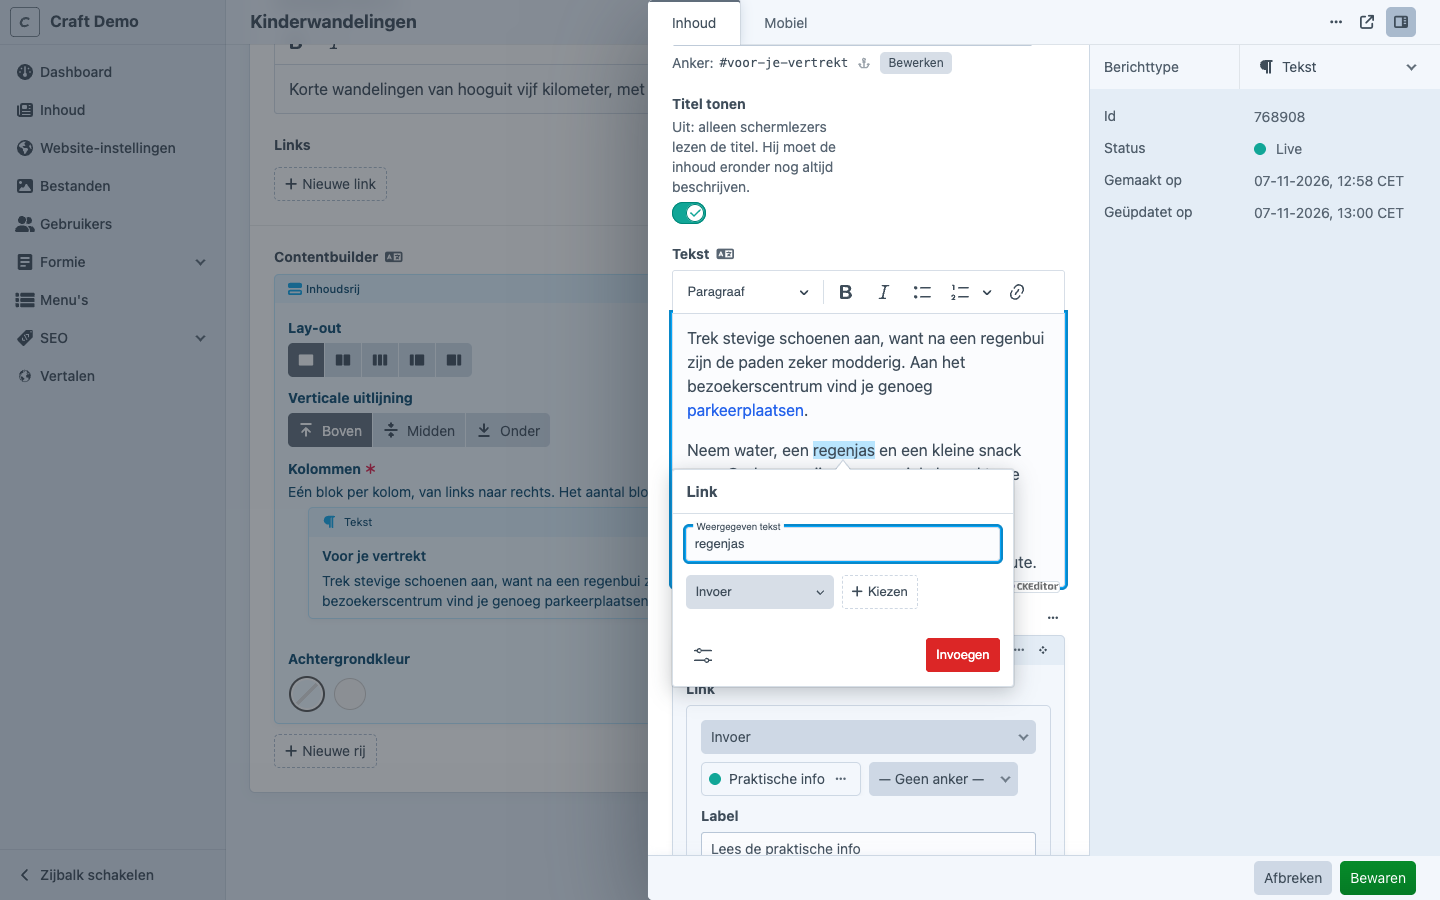 Craft Demo
Dashboard
Inhoud
Website-instellingen
Bestanden
Gebruikers
Formie
Menu's
SEO
Vertalen
Zijbalk schakelen
Kinderwandelingen
Korte wandelingen van hooguit vijf kilometer, met
Links
Nieuwe link
Contentbuilder
Inhoudsrij
Lay-out
Verticale uitlijning
Boven
Midden
Onder
Kolommen
Eén blok per kolom, van links naar rechts. Het aantal blo
Tekst
Voor je vertrekt
Trek stevige schoenen aan, want na een regenbui z
bezoekerscentrum vind je genoeg parkeerplaatsen
Achtergrondkleur
Nieuwe rij
Inhoud
Mobiel
Anker: #voor-je-vertrekt
Bewerken
Titel tonen
Uit: alleen schermlezers
lezen de titel. Hij moet de
inhoud eronder nog altijd
beschrijven.
Tekst
Paragraaf
B I
Trek stevige schoenen aan, want na een regenbui
zijn de paden zeker modderig. Aan het
bezoekerscentrum vind je genoeg
parkeerplaatsen.
Neem water, een regenjas en een kleine snack
Link
Weergegeven tekst
regenjas
Invoer
Kiezen
Invoegen
ute.
CKEditor
Link
Invoer
Praktische info
— Geen anker —
Label
Lees de praktische info
Berichttype
Tekst
Id
768908
Status
Live
Gemaakt op
07-11-2026, 12:58 CET
Geüpdatet op
07-11-2026, 13:00 CET
Afbreken
Bewaren